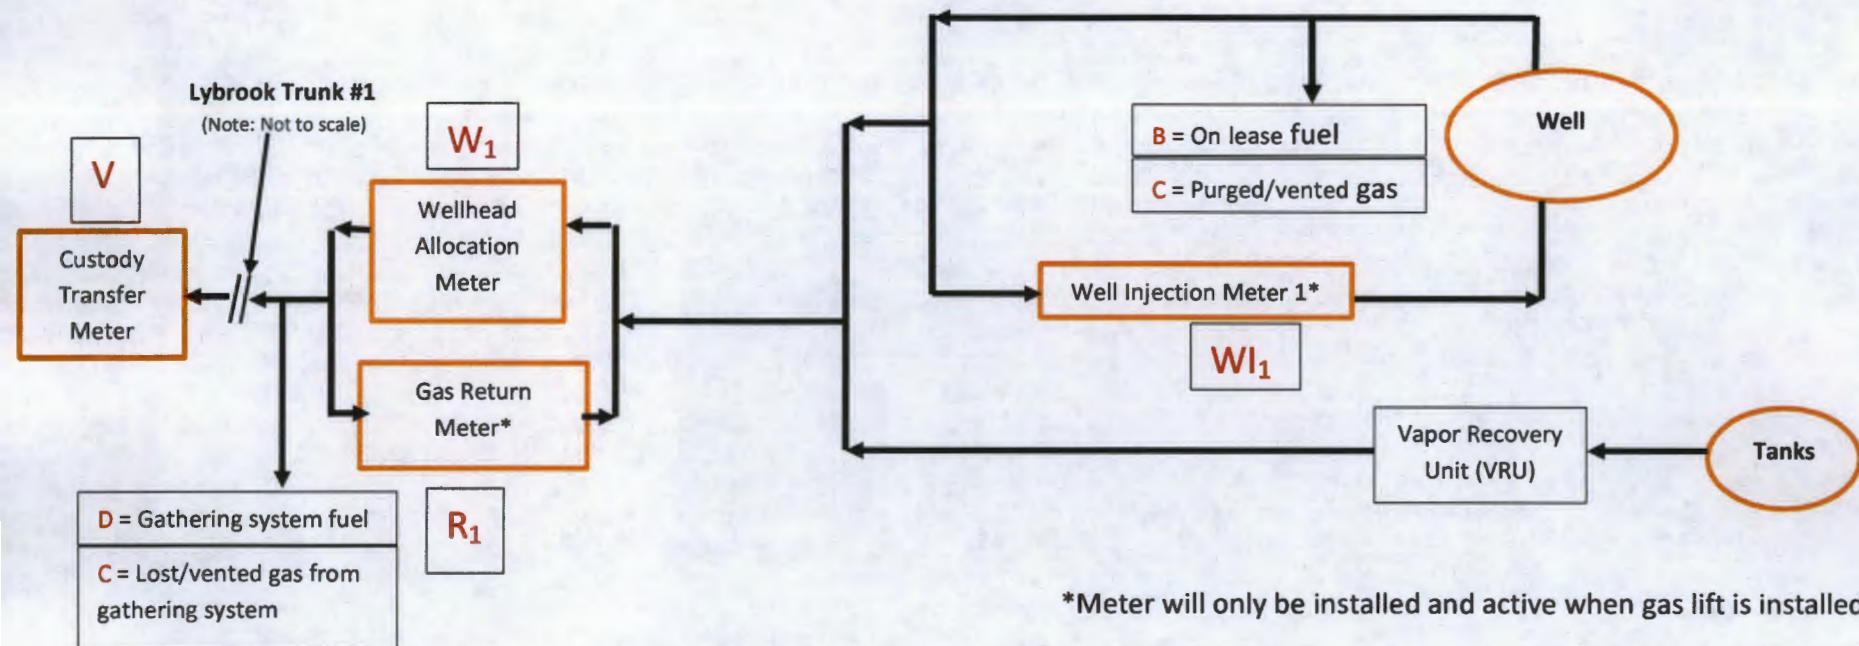 Lybrook Trunk #1
(Note: Not to scale)
V
Custody
Transfer
Meter
W₁
Wellhead
Allocation
Meter
Gas Return
Meter*
R₁
D = Gathering system fuel
C = Lost/vented gas from
gathering system
B = On lease fuel
C = Purged/vented gas
Well
Well Injection Meter 1*
WI₁
Vapor Recovery
Unit (VRU)
Tanks
*Meter will only be installed and active when gas lift is installed